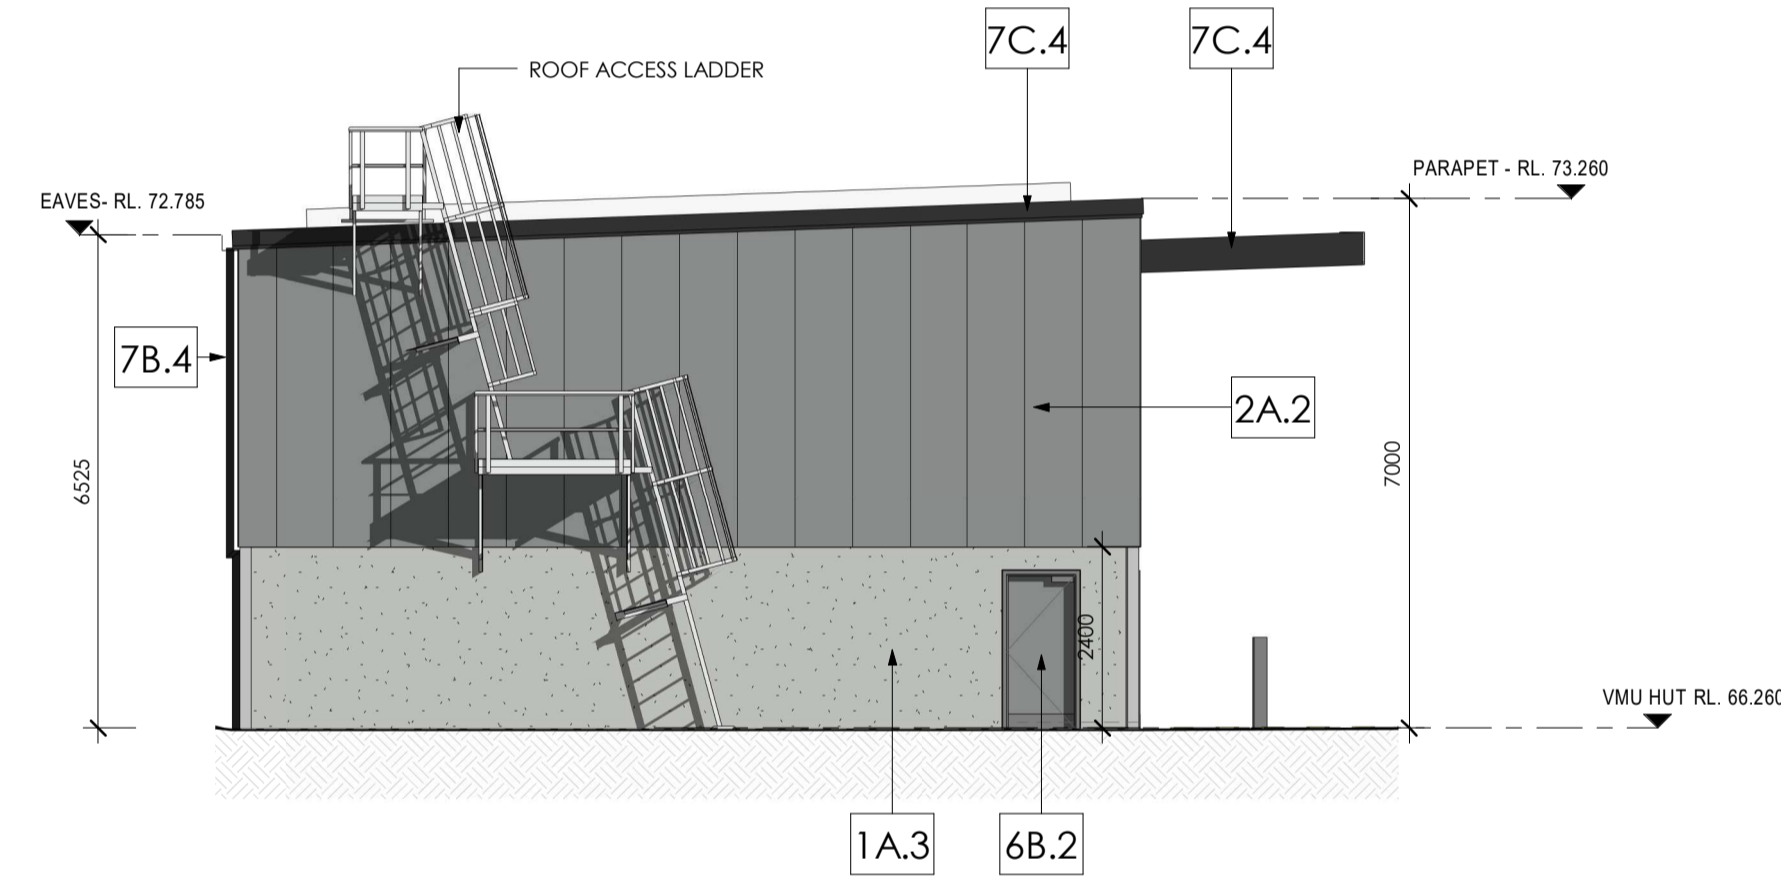 7C.4
7C.4
ROOF ACCESS LADDER
PARAPET - RL. 73.260
EAVES- RL. 72.785
7B.4
2A.2
6525
7000
2400
VMU HUT RL. 66.260
1A.3
6B.2